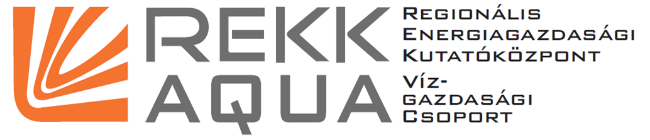 REKK
AQUA
REGIONÁLIS
ENERGIAGAZDASÁGI
KUTATÓKÖZPONT
VÍZ-
GAZDASÁGI
CSOPORT